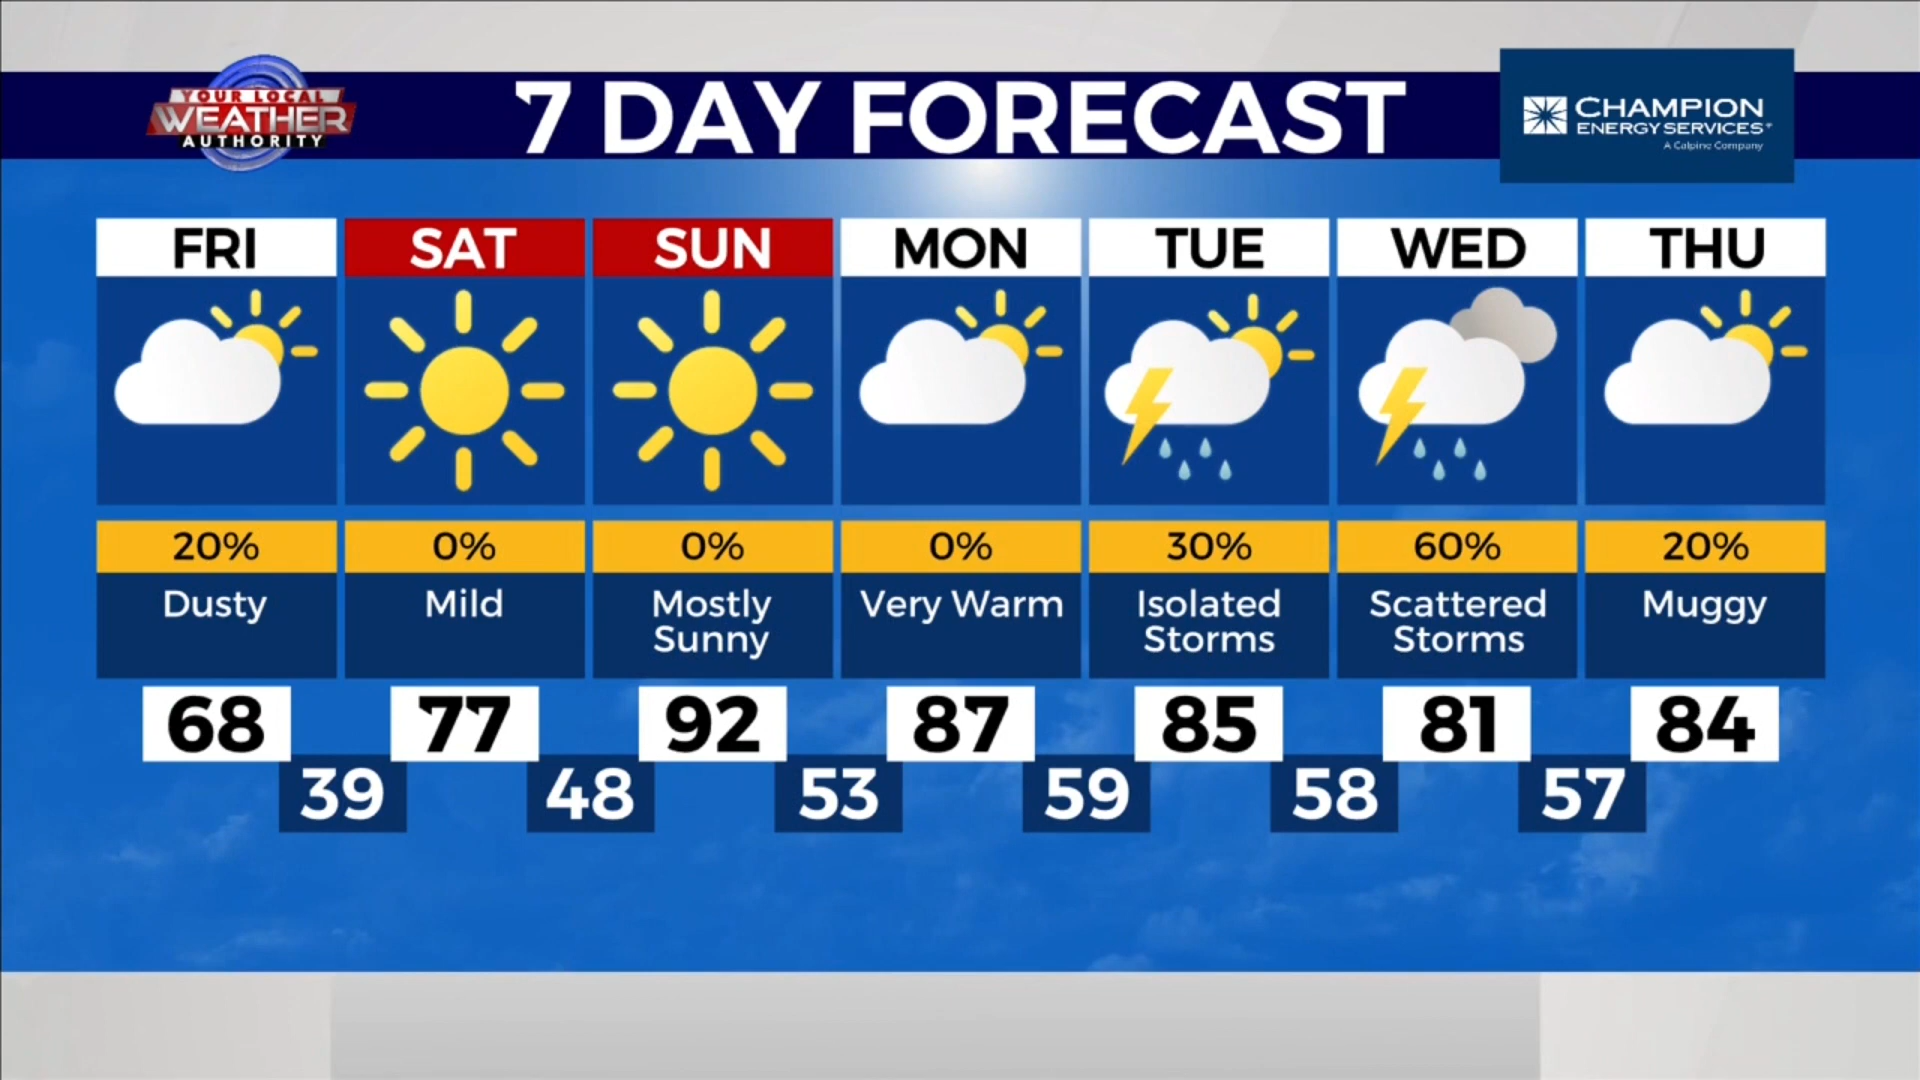 YOUR LOCAL
WEATHER
AUTHORITY
7 DAY FORECAST
CHAMPION
ENERGY SERVICES®
A Calpine Company
FRI SAT SUN MON TUE WED THU
20% 0% 0% 0% 30% 60% 20%
Dusty Mild Mostly Very Warm Isolated Scattered Muggy
Sunny Storms Storms
68 77 92 87 85 81 84
39 48 53 59 58 57